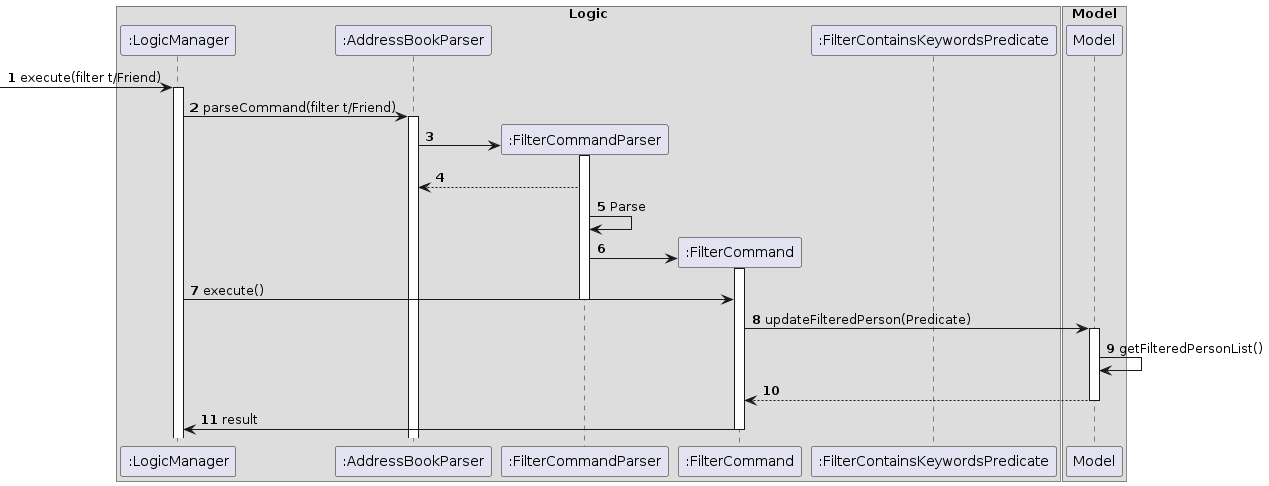 Logic
Model
:LogicManager
:AddressBookParser
:FilterContainsKeywordsPredicate
Model
1 execute(filter t/Friend)
2 parseCommand(filter t/Friend)
3
:FilterCommandParser
4
5 Parse
6
:FilterCommand
7 execute()
8 updateFilteredPerson(Predicate)
9 getFilteredPersonList()
10
11 result
:LogicManager
:AddressBookParser
:FilterCommandParser
:FilterCommand
:FilterContainsKeywordsPredicate
Model